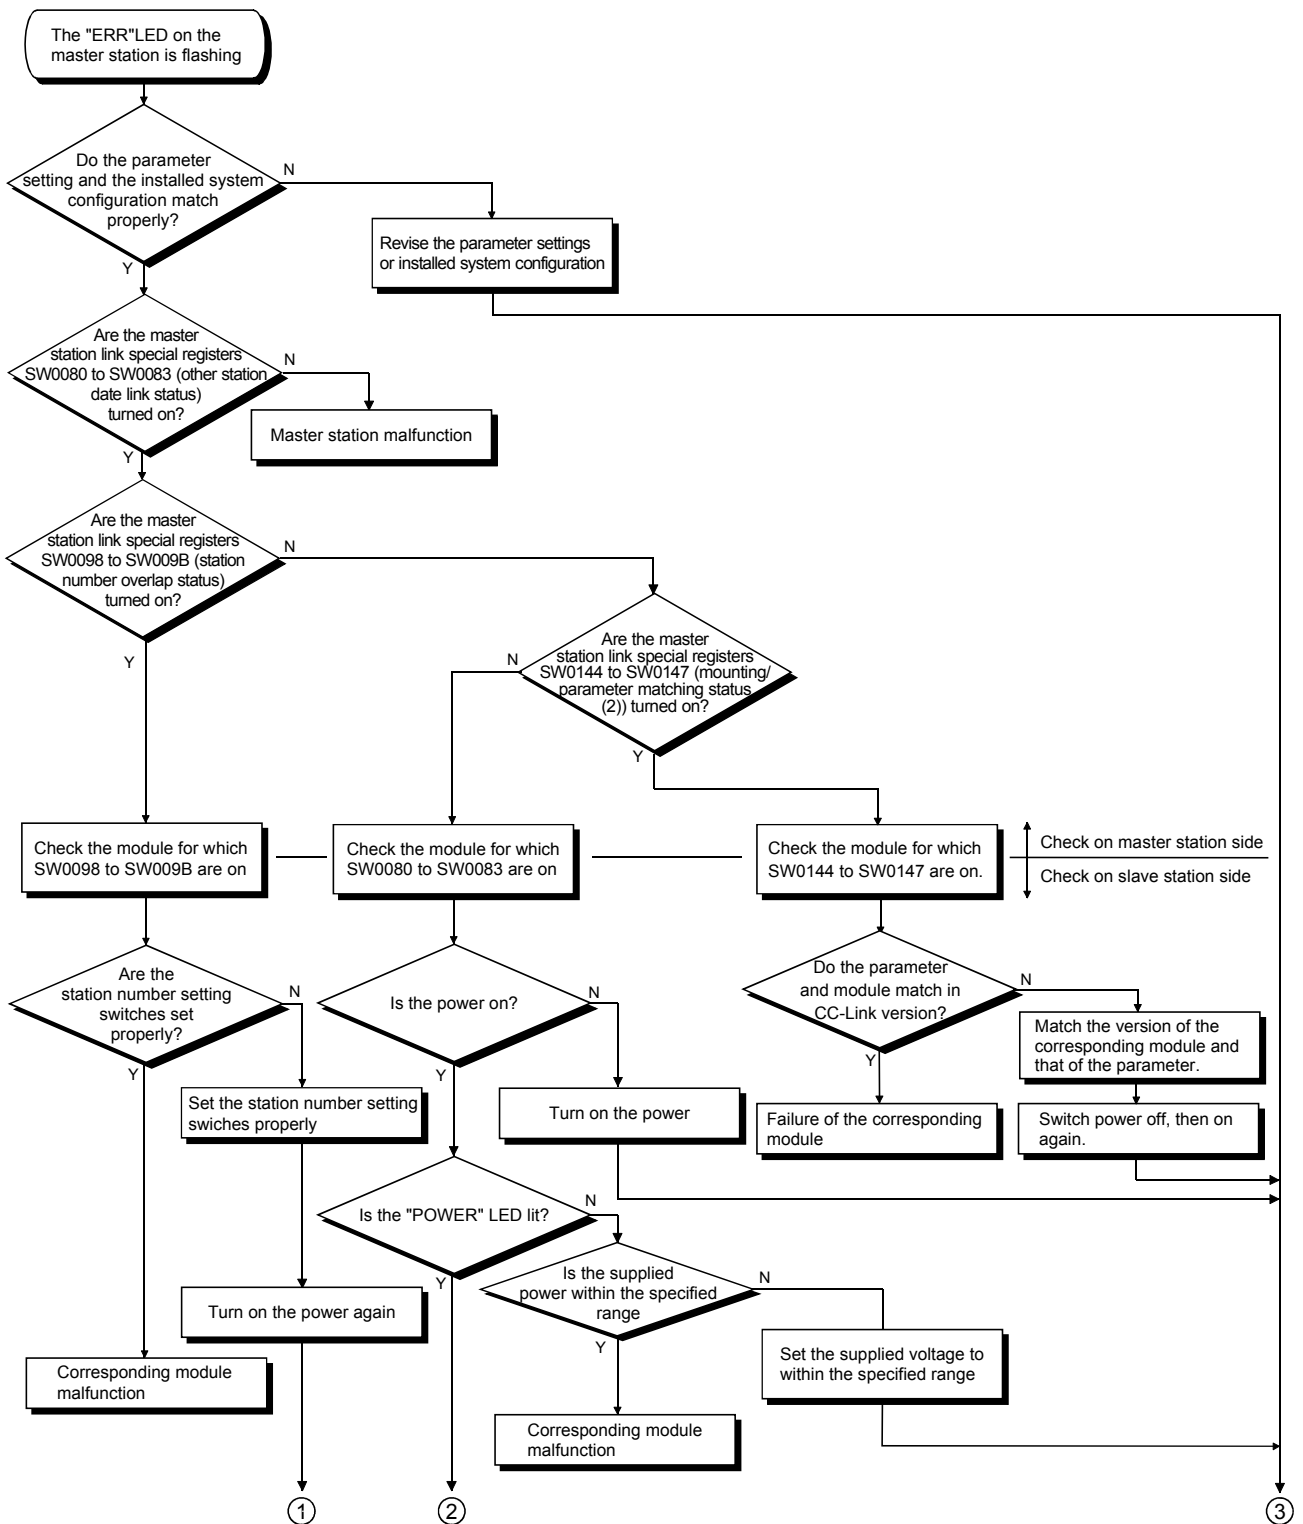 The "ERR"LED on the
master station is flashing
Do the parameter
setting and the installed system
configuration match
properly?
N
Y
Revise the parameter settings
or installed system configuration
Are the master
station link special registers
SW0080 to SW0083 (other station
date link status)
turned on?
N
Y
Master station malfunction
Are the master
station link special registers
SW0098 to SW009B (station
number overlap status)
turned on?
N
Y
Are the master
station link special registers
SW0144 to SW0147 (mounting/
parameter matching status
(2)) turned on?
N
Y
Check the module for which
SW0098 to SW009B are on
Check the module for which
SW0080 to SW0083 are on
Check the module for which
SW0144 to SW0147 are on.
Check on master station side
Check on slave station side
Are the
station number setting
switches set
properly?
N
Y
Is the power on?
N
Y
Do the parameter
and module match in
CC-Link version?
N
Y
Match the version of the
corresponding module and
that of the parameter.
Set the station number setting
swiches properly
Turn on the power
Failure of the corresponding
module
Switch power off, then on
again.
Is the "POWER" LED lit?
N
Y
Is the supplied
power within the specified
range
N
Y
Turn on the power again
Set the supplied voltage to
within the specified range
Corresponding module
malfunction
Corresponding module
malfunction
1
2
3